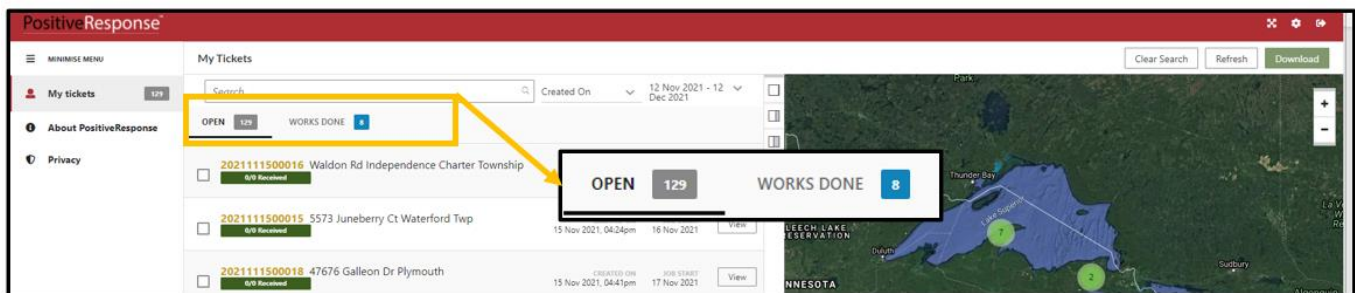 PositiveResponse™
MINIMISE MENU
My tickets 129
About PositiveResponse
Privacy
My Tickets
Clear Search Refresh Download
Search Created On 12 Nov 2021 - 12 Dec 2021
OPEN 129 WORKS DONE 8
2021111500016 Waldon Rd Independence Charter Township
0/0 Received
2021111500015 5573 Juneberry Ct Waterford Twp
0/0 Received
15 Nov 2021, 04:24pm 16 Nov 2021 View
2021111500018 47676 Galleon Dr Plymouth
0/0 Received
CREATED ON JOB START
15 Nov 2021, 04:41pm 17 Nov 2021 View
OPEN 129 WORKS DONE 8
Park
+
-
Thunder Bay
Lake Superior
7
LEECH LAKE
RESERVATION
Duluth
Sudbury
2
NNESOTA